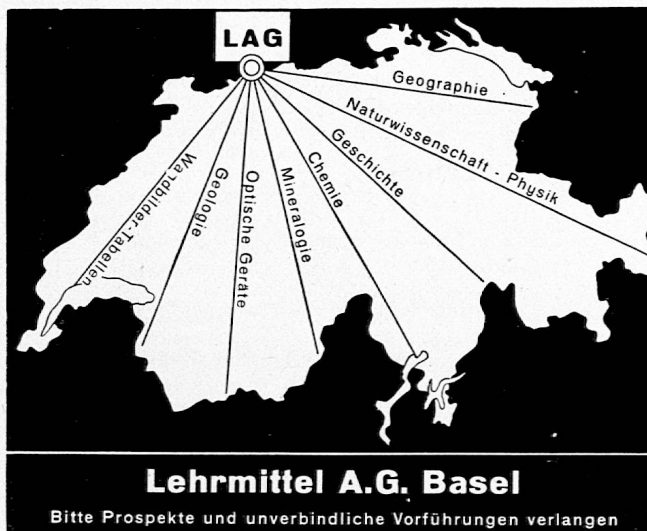 LAG
Geographie
Naturwissenschaft - Physik
Geschichte
Chemie
Mineralogie
Optische Geräte
Geologie
Wandbilder-Tabellen
Lehrmittel A.G. Basel
Bitte Prospekte und unverbindliche Vorführungen verlangen